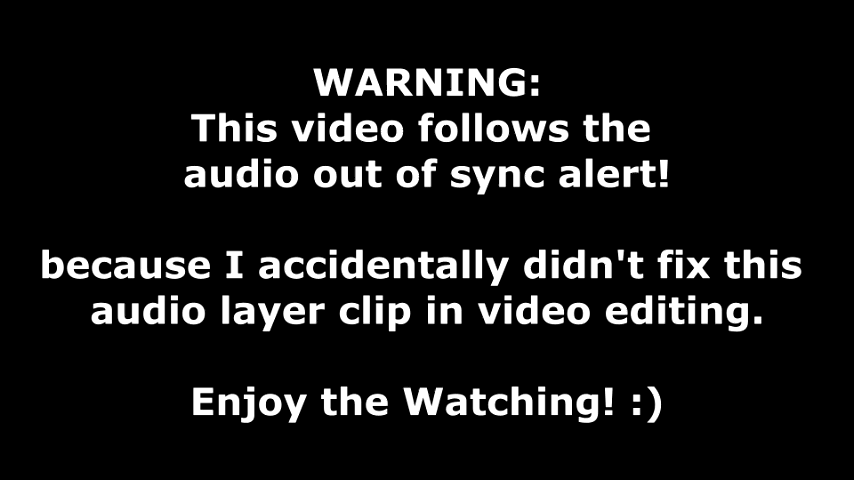 WARNING:
This video follows the
audio out of sync alert!
because I accidentally didn't fix this
audio layer clip in video editing.
Enjoy the Watching! :)